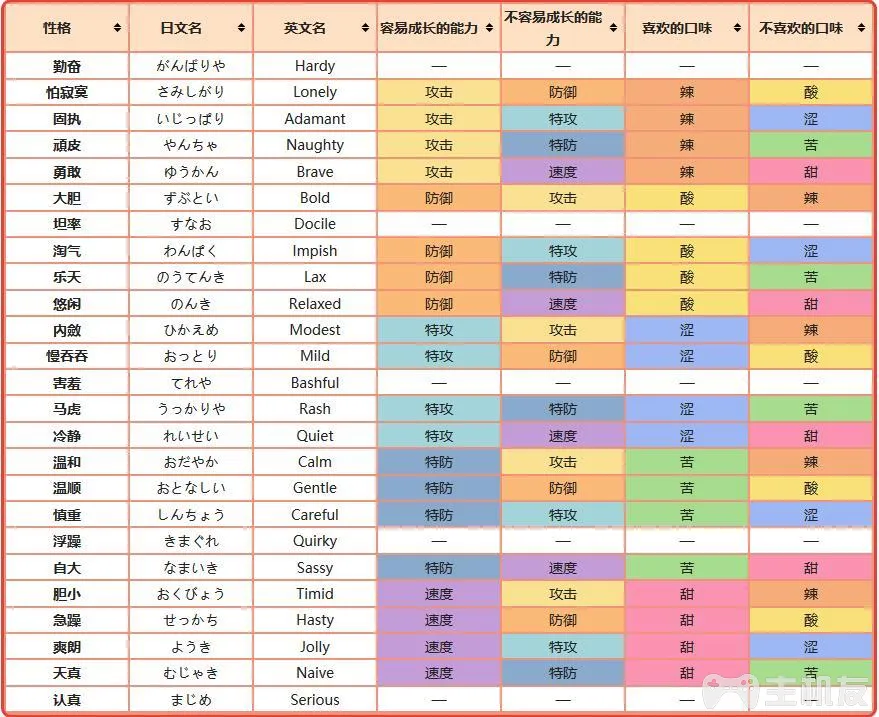 性格 日文名 英文名 容易成长的能力 不容易成长的能力 喜欢的口味 不喜欢的口味
勤奋 がんばりや Hardy — — — —
怕寂寞 さみしがり Lonely 攻击 防御 辣 酸
固执 いじっぱり Adamant 攻击 特攻 辣 涩
顽皮 やんちゃ Naughty 攻击 特防 辣 苦
勇敢 ゆうかん Brave 攻击 速度 辣 甜
大胆 ずぶとい Bold 防御 攻击 酸 辣
坦率 すなお Docile — — — —
淘气 わんぱく Impish 防御 特攻 酸 涩
乐天 のうてんき Lax 防御 特防 酸 苦
悠闲 のんき Relaxed 防御 速度 酸 甜
内敛 ひかえめ Modest 特攻 攻击 涩 辣
慢吞吞 おっとり Mild 特攻 防御 涩 酸
害羞 てれや Bashful — — — —
马虎 うっかりや Rash 特攻 特防 涩 苦
冷静 れいせい Quiet 特攻 速度 涩 甜
温和 おだやか Calm 特防 攻击 苦 辣
温顺 おとなしい Gentle 特防 防御 苦 酸
慎重 しんちょう Careful 特防 特攻 苦 涩
浮躁 きまぐれ Quirky — — — —
自大 なまいき Sassy 特防 速度 苦 甜
胆小 おくびょう Timid 速度 攻击 甜 辣
急躁 せっかち Hasty 速度 防御 甜 酸
爽朗 ようき Jolly 速度 特攻 甜 涩
天真 むじゃき Naive 速度 特防 甜 苦
认真 まじめ Serious — — — —
主机友